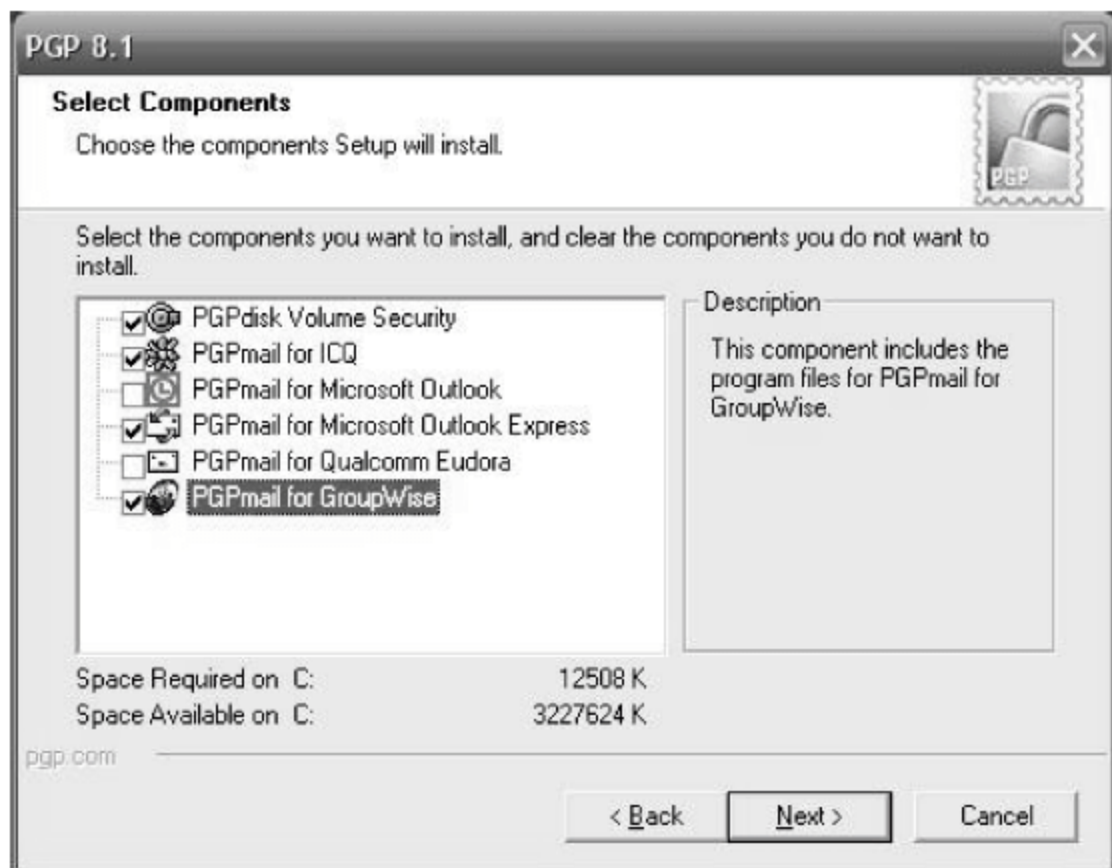 PGP 8.1
Select Components
Choose the components Setup will install.
PGP
Select the components you want to install, and clear the components you do not want to
install.
PGPdisk Volume Security
PGPmail for ICQ
PGPmail for Microsoft Outlook
PGPmail for Microsoft Outlook Express
PGPmail for Qualcomm Eudora
PGPmail for GroupWise
Description
This component includes the
program files for PGPmail for
GroupWise.
Space Required on C: 12508 K
Space Available on C: 3227624 K
pgp.com
< Back Next > Cancel